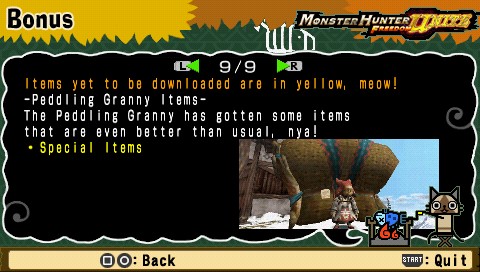 Bonus
MONSTER HUNTER
FREEDOM UNITE
L 9/9 R
Items yet to be downloaded are in yellow, meow!
-Peddling Granny Items-
The Peddling Granny has gotten some items
that are even better than usual, nya!
・Special Items
: Back
START: Quit